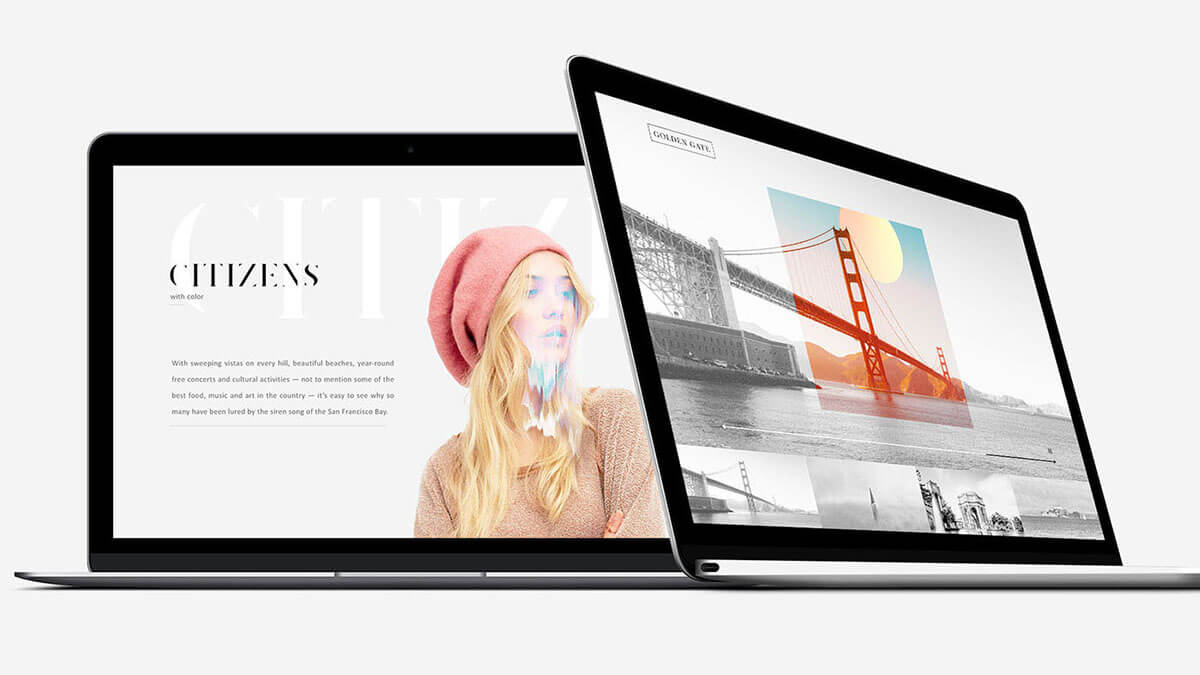 CITIZE
CITIZENS
with color
With sweeping vistas on every hill, beautiful beaches, year-round
free concerts and cultural activities — not to mention some of the
best food, music and art in the country — it's easy to see why so
many have been lured by the siren song of the San Francisco Bay.
GOLDEN GATE